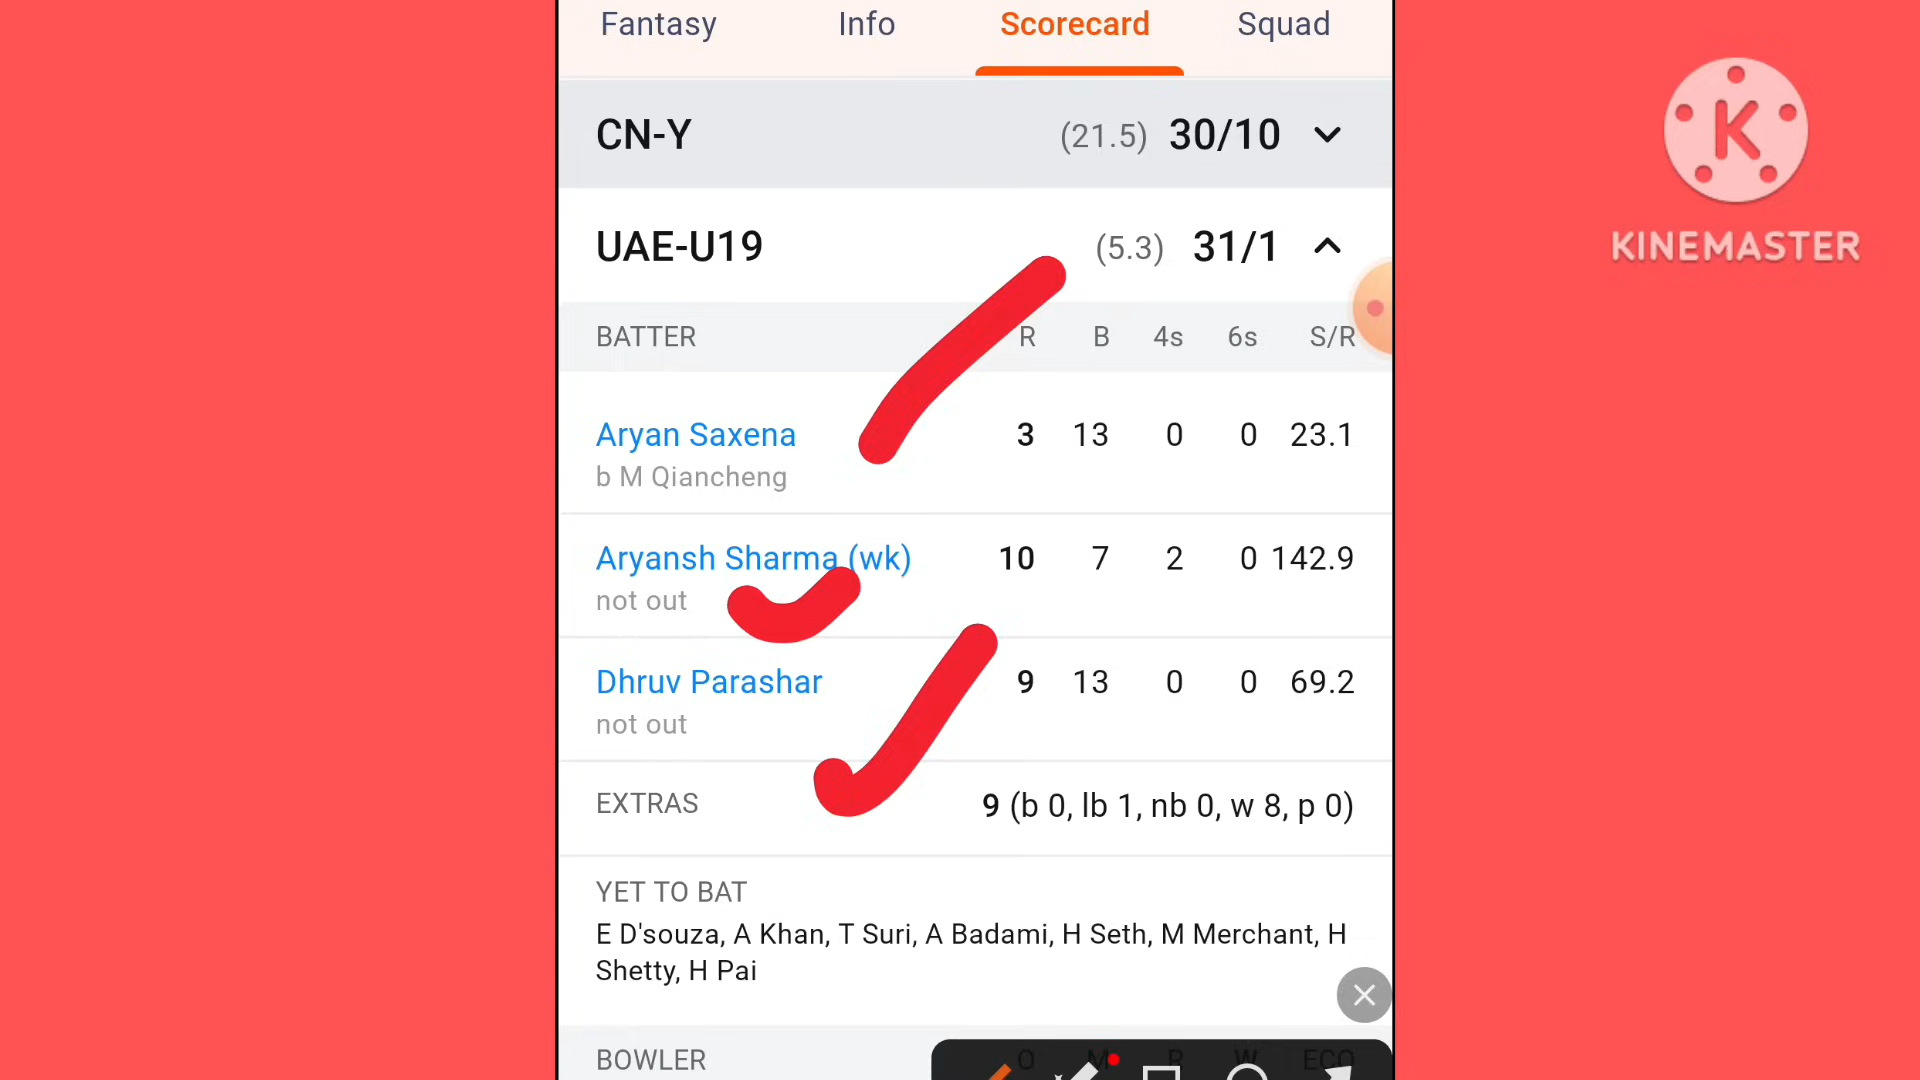 Fantasy Info Scorecard Squad
KINEMASTER
CN-Y (21.5) 30/10
UAE-U19 (5.3) 31/1
BATTER R B 4s 6s S/R
Aryan Saxena 3 13 0 0 23.1
b M Qiancheng
Aryansh Sharma (wk) 10 7 2 0 142.9
not out
Dhruv Parashar 9 13 0 0 69.2
not out
EXTRAS 9 (b 0, lb 1, nb 0, w 8, p 0)
YET TO BAT
E D'souza, A Khan, T Suri, A Badami, H Seth, M Merchant, H
Shetty, H Pai
BOWLER O M R W ECO